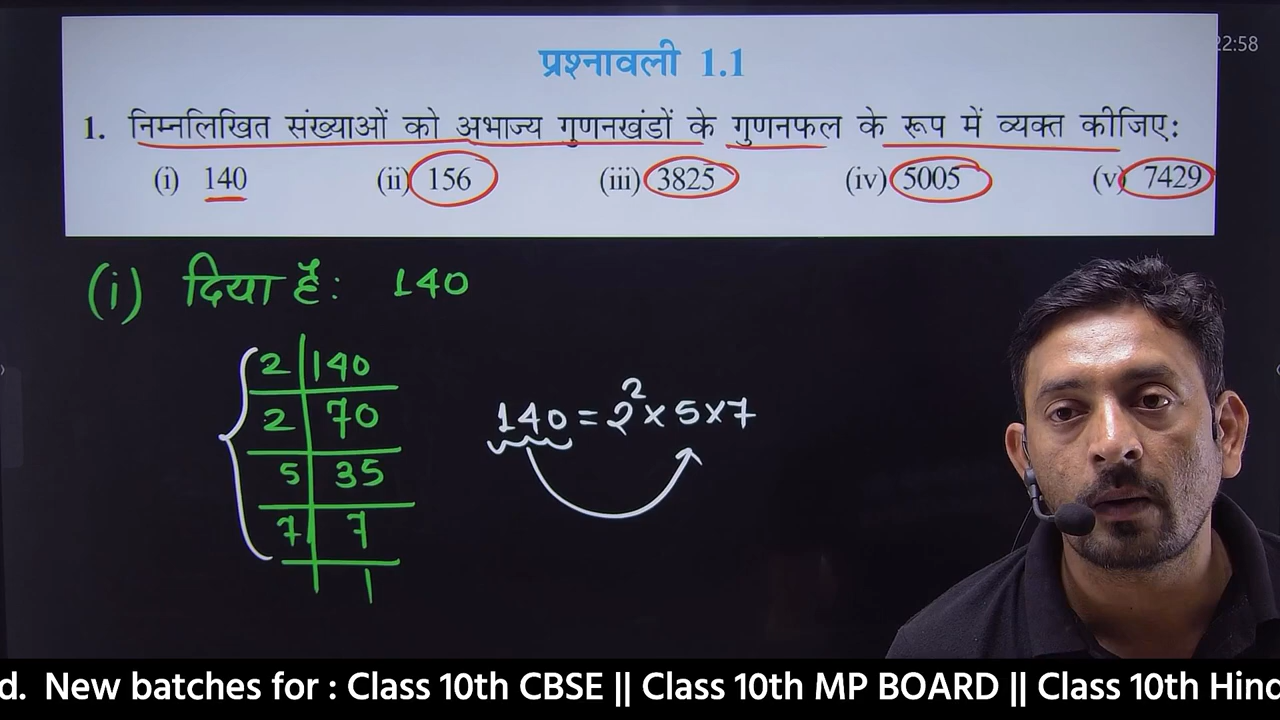 22:58
प्रश्नावली 1.1
1. निम्नलिखित संख्याओं को अभाज्य गुणनखंडों के गुणनफल के रूप में व्यक्त कीजिए:
(i) 140 (ii) 156 (iii) 3825 (iv) 5005 (v) 7429
(i) दिया है: 140
2 | 140
2 | 70
5 | 35
7 | 7
1
140 = 2² × 5 × 7
d. New batches for : Class 10th CBSE || Class 10th MP BOARD || Class 10th Hind